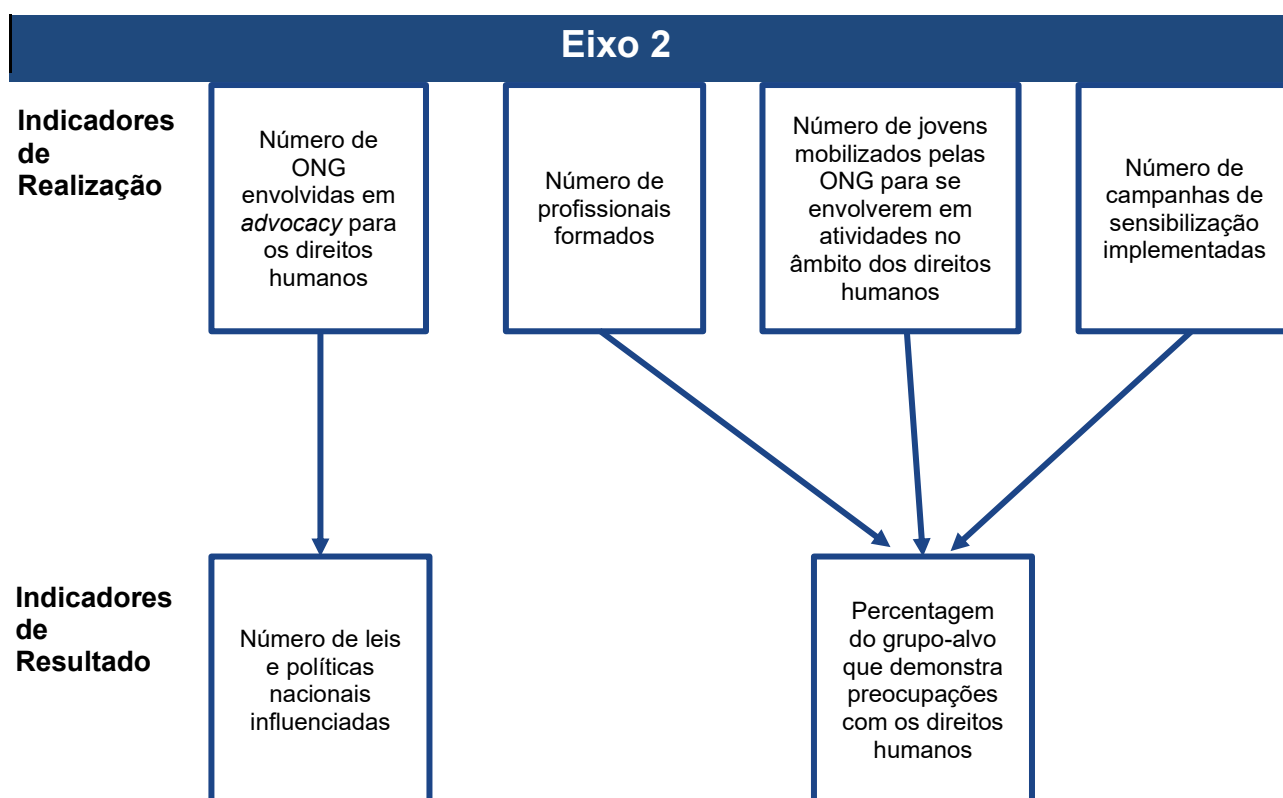 Eixo 2
Indicadores
de
Realização
Número de
ONG
envolvidas em
advocacy para
os direitos
humanos
Número de
profissionais
formados
Número de jovens
mobilizados pelas
ONG para se
envolverem em
atividades no
âmbito dos direitos
humanos
Número de
campanhas de
sensibilização
implementadas
Indicadores
de
Resultado
Número de leis
e políticas
nacionais
influenciadas
Percentagem
do grupo-alvo
que demonstra
preocupações
com os direitos
humanos